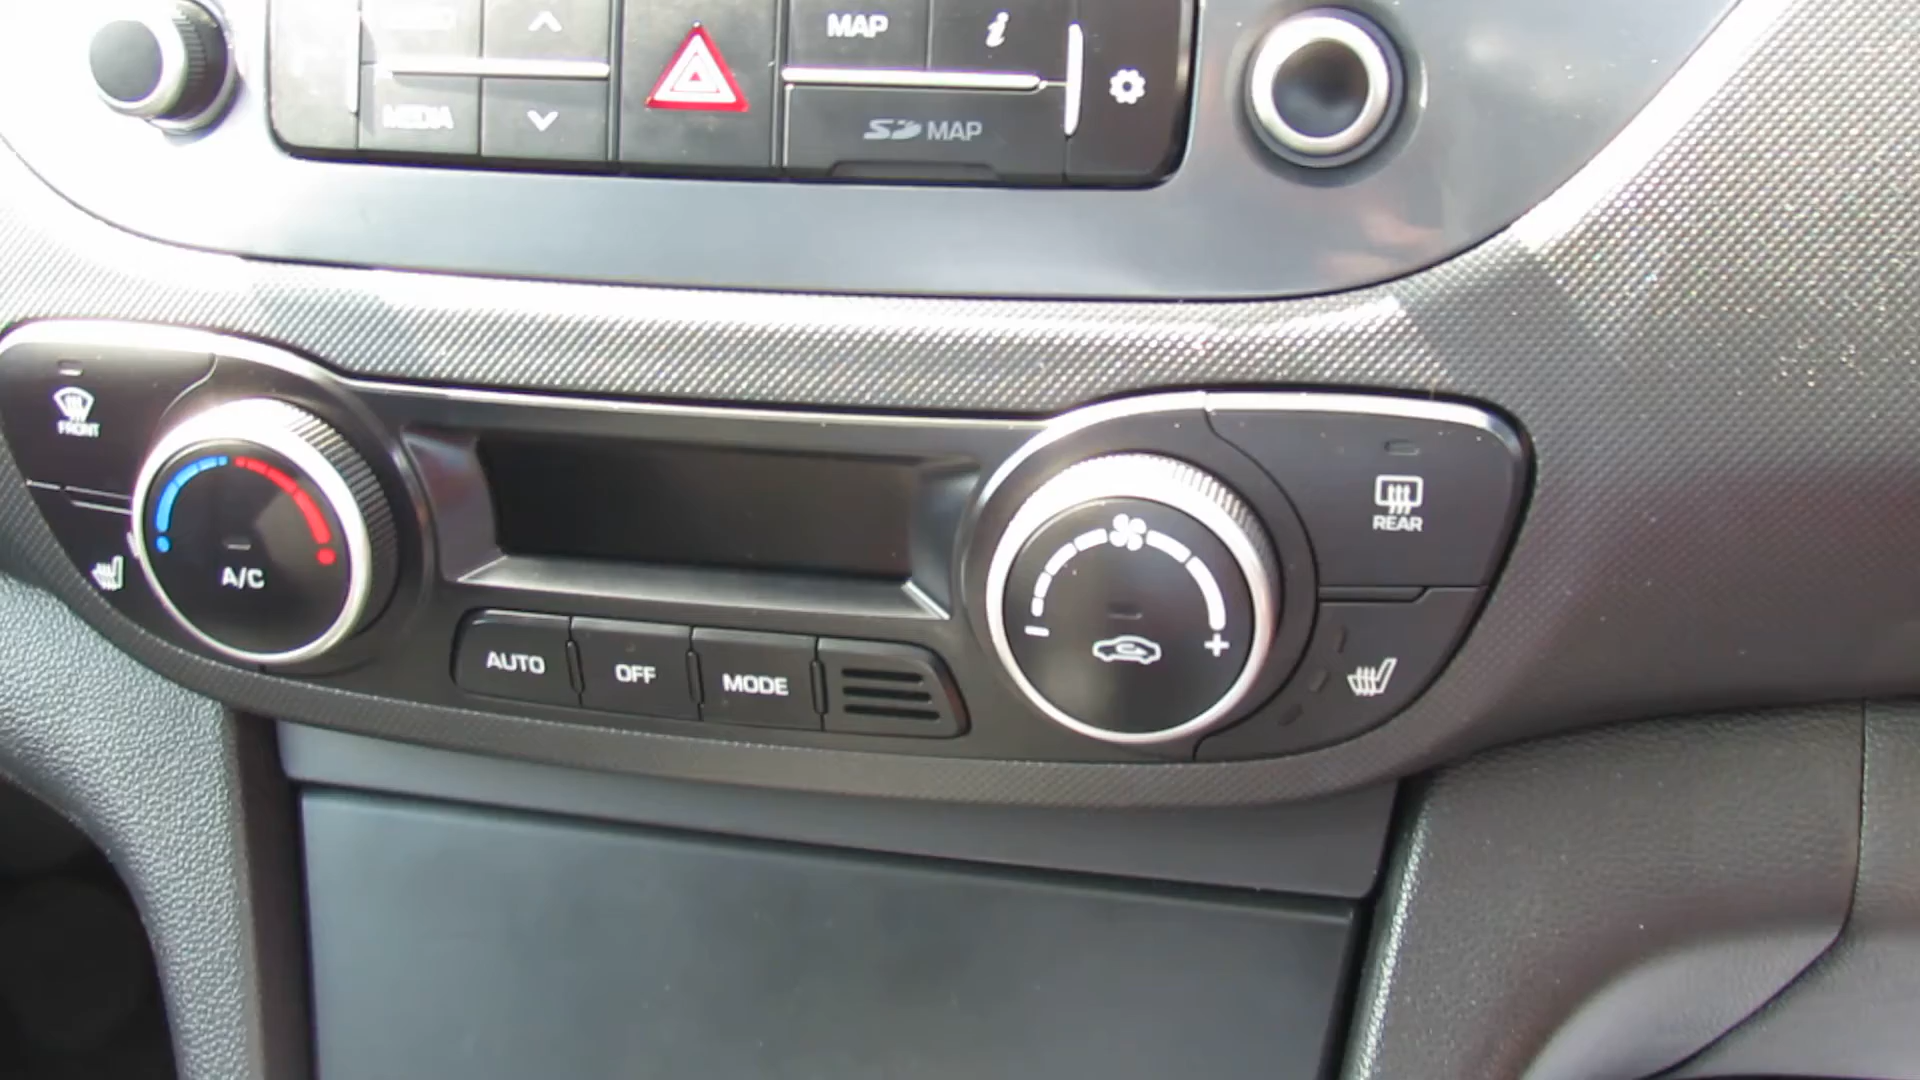 MAP
i
MEDIA
SD MAP
FRONT
REAR
A/C
AUTO
OFF
MODE